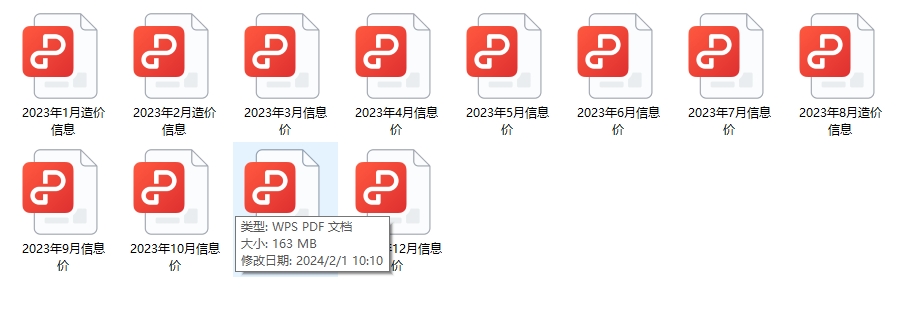 2023年1月造价
信息
2023年2月造价
信息
2023年3月信息
价
2023年4月信息
价
2023年5月信息
价
2023年6月信息
价
2023年7月信息
价
2023年8月造价
信息
2023年9月信息
价
2023年10月信息
价
类型: WPS PDF 文档
大小: 163 MB
修改日期: 2024/2/1 10:10
12月信息
价